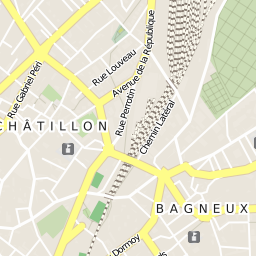 Rue Louveau
Avenue de la République
Rue Gabriel Péri
Rue Perrotin
Chemin Latéral
CHÂTILLON
BAGNEUX
Dormoy